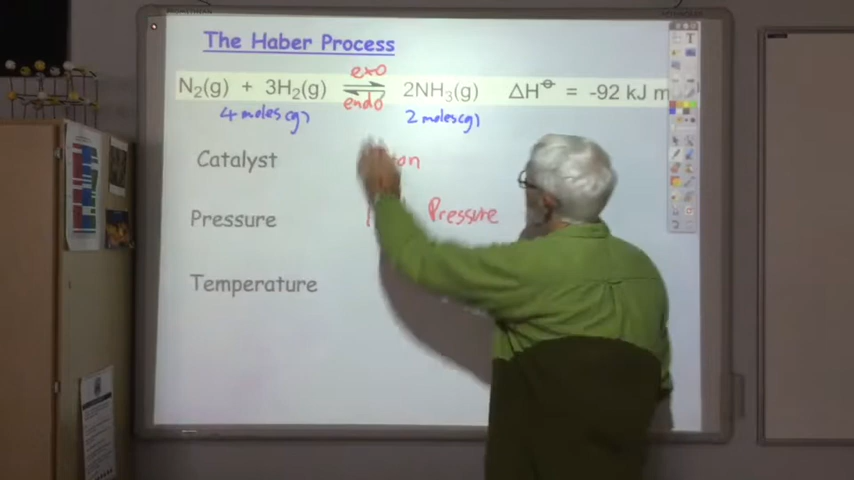 The Haber Process
exo
N₂(g) + 3H₂(g) ⇌ 2NH₃(g) ΔH⦵ = -92 kJ m
endo
4 moles (g) 2 moles (g)
Catalyst
Pressure Pressure
Temperature